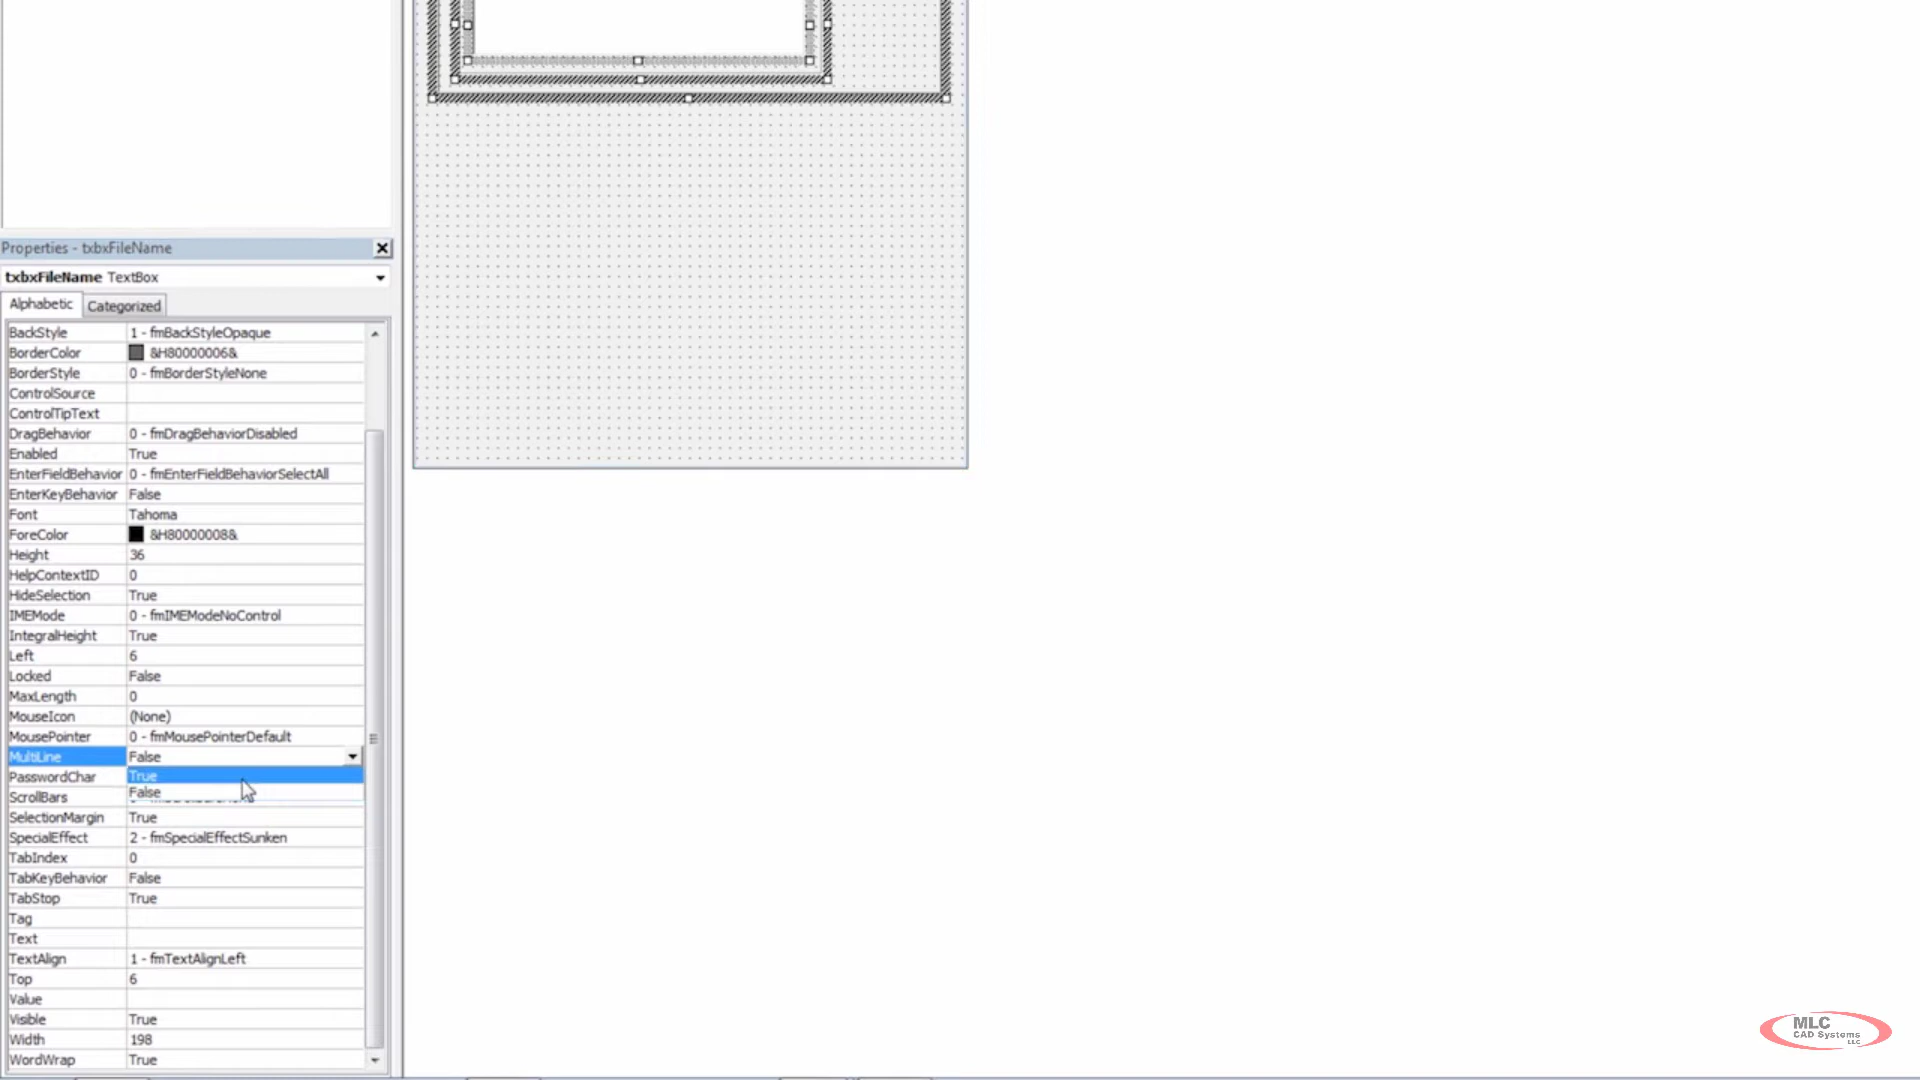 Properties - txbxFileName
txbxFileName TextBox
Alphabetic Categorized
BackStyle 1 - fmBackStyleOpaque
BorderColor &H80000006&
BorderStyle 0 - fmBorderStyleNone
ControlSource
ControlTipText
DragBehavior 0 - fmDragBehaviorDisabled
Enabled True
EnterFieldBehavior 0 - fmEnterFieldBehaviorSelectAll
EnterKeyBehavior False
Font Tahoma
ForeColor &H80000008&
Height 36
HelpContextID 0
HideSelection True
IMEMode 0 - fmIMEModeNoControl
IntegralHeight True
Left 6
Locked False
MaxLength 0
MouseIcon (None)
MousePointer 0 - fmMousePointerDefault
MultiLine False
PasswordChar True
False
ScrollBars
SelectionMargin True
SpecialEffect 2 - fmSpecialEffectSunken
TabIndex 0
TabKeyBehavior False
TabStop True
Tag
Text
TextAlign 1 - fmTextAlignLeft
Top 6
Value
Visible True
Width 198
WordWrap True
MLC
CAD Systems
LLC